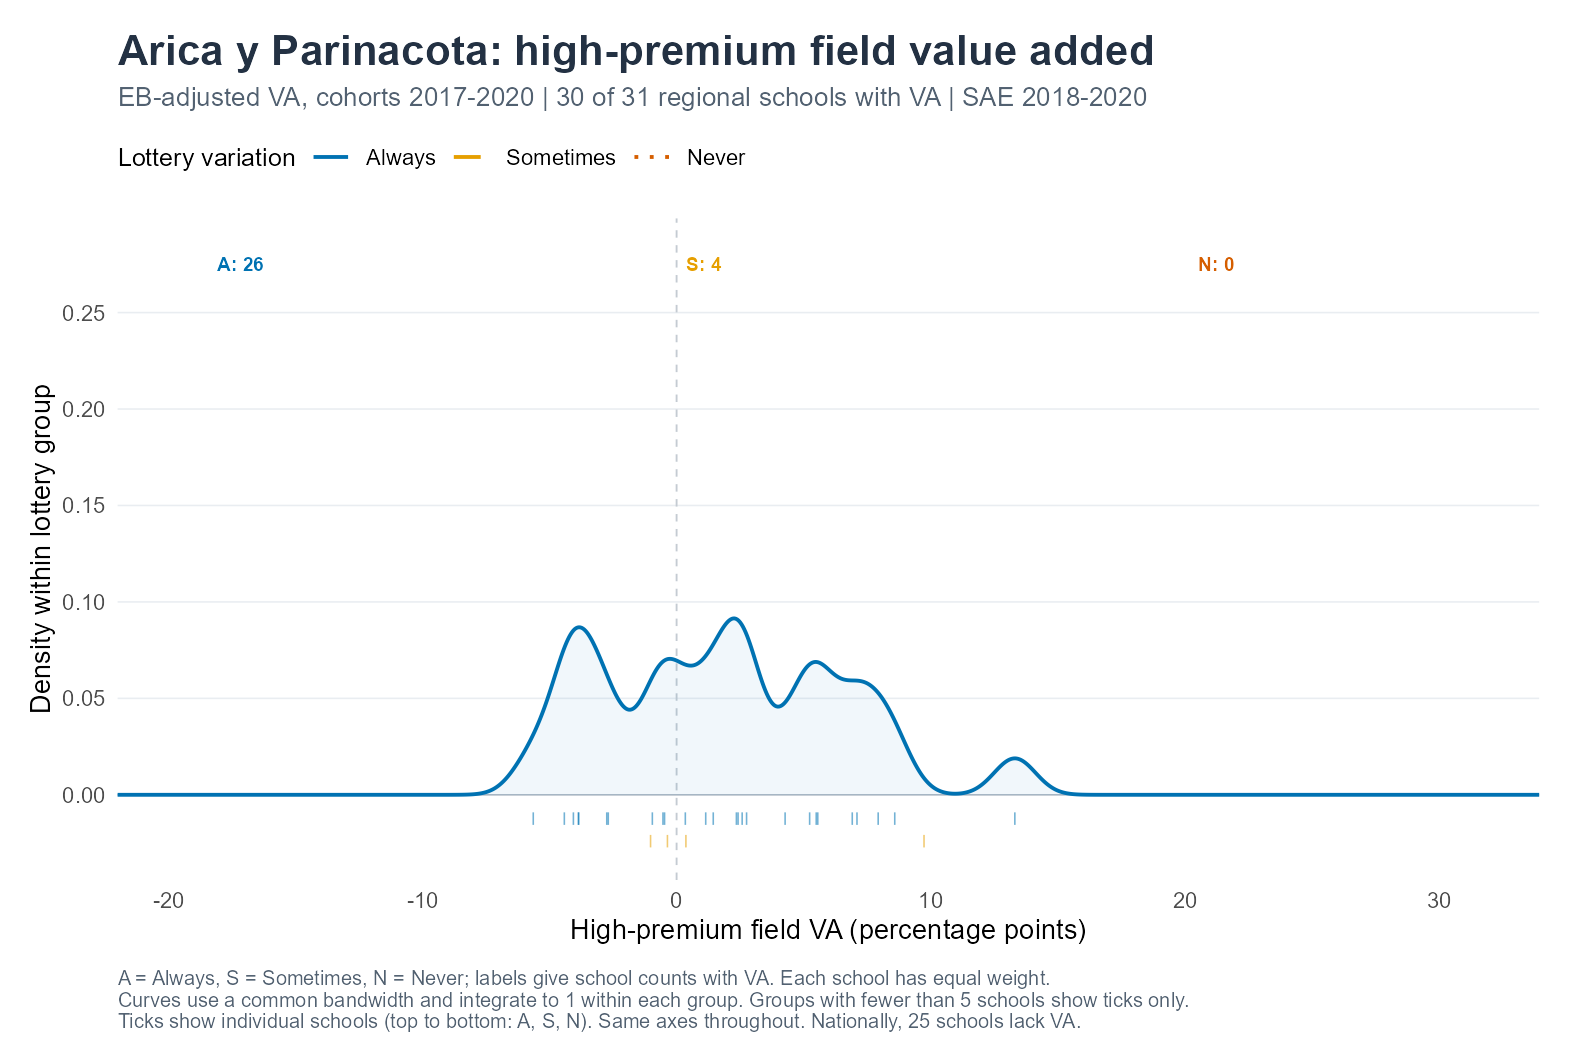 Arica y Parinacota: high-premium field value added
EB-adjusted VA, cohorts 2017-2020 | 30 of 31 regional schools with VA | SAE 2018-2020
Lottery variation Always Sometimes Never
A: 26 S: 4 N: 0
Density within lottery group
0.25
0.20
0.15
0.10
0.05
0.00
-20 -10 0 10 20 30
High-premium field VA (percentage points)
A = Always, S = Sometimes, N = Never; labels give school counts with VA. Each school has equal weight.
Curves use a common bandwidth and integrate to 1 within each group. Groups with fewer than 5 schools show ticks only.
Ticks show individual schools (top to bottom: A, S, N). Same axes throughout. Nationally, 25 schools lack VA.